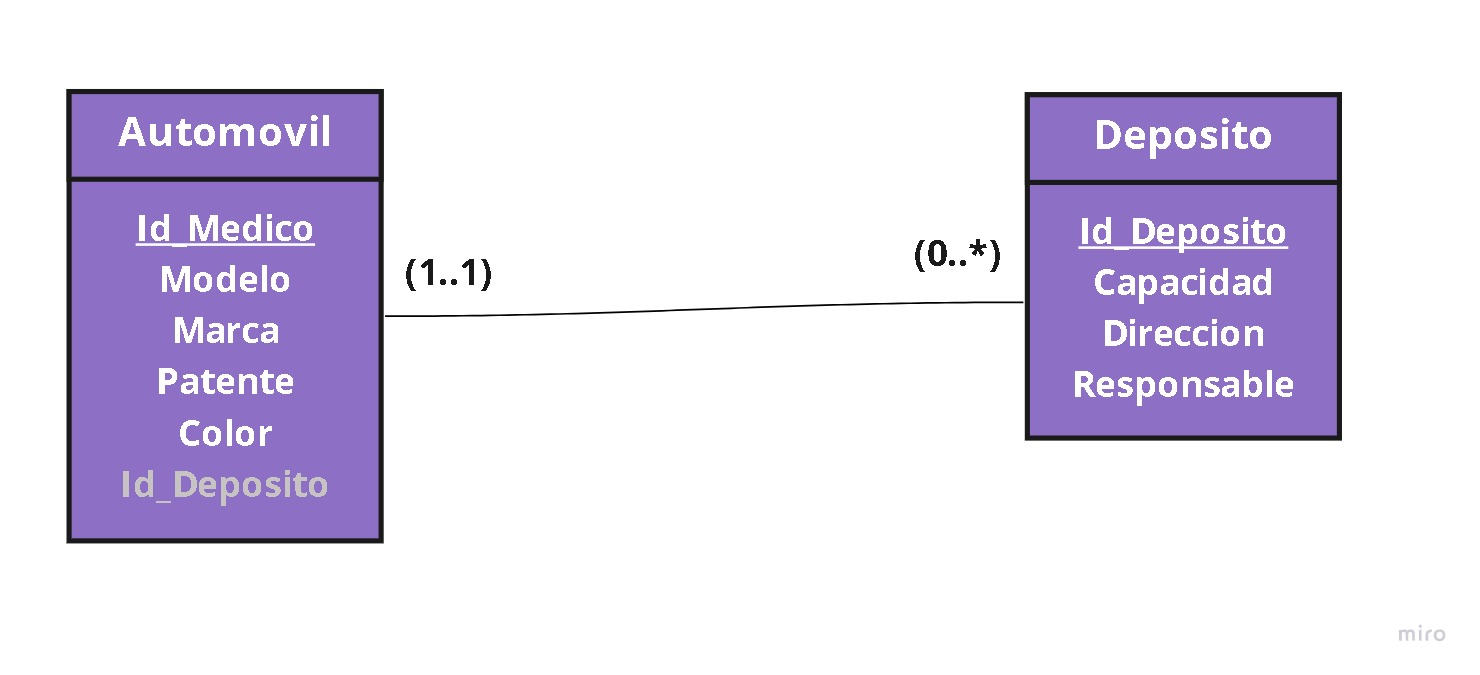 Automovil
Id_Medico
Modelo
Marca
Patente
Color
Id_Deposito
(1..1)
(0..*)
Deposito
Id_Deposito
Capacidad
Direccion
Responsable
miro